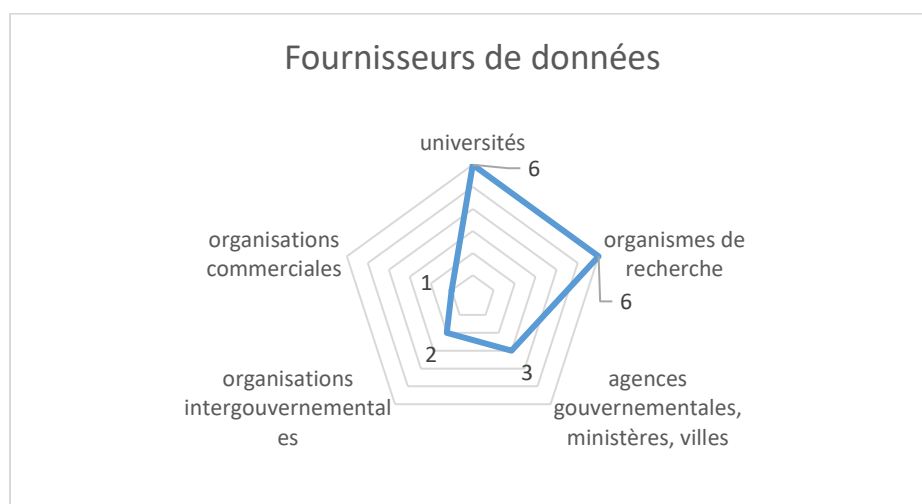 Fournisseurs de données
universités
6
organismes de
recherche
6
agences
gouvernementales,
ministères, villes
3
organisations
intergouvernemental
es
2
organisations
commerciales
1